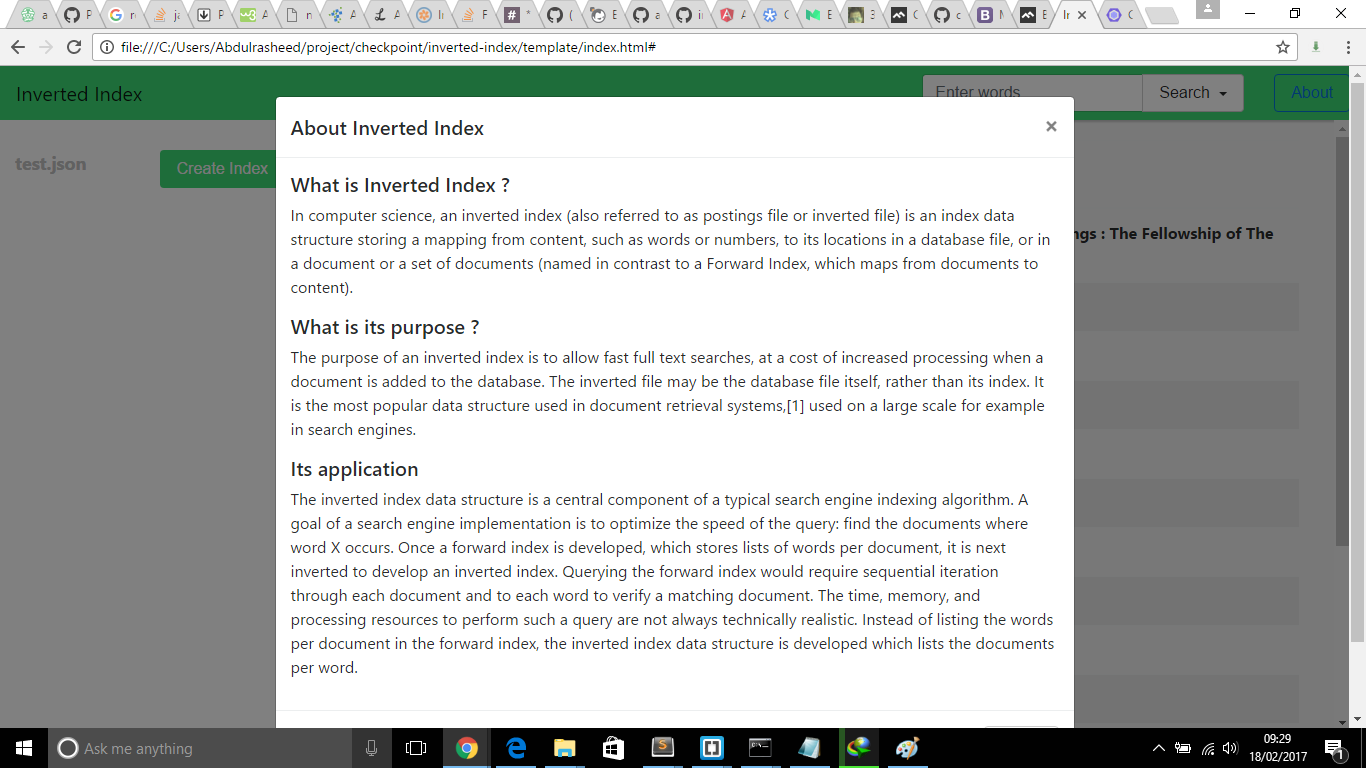 file:///C:/Users/Abdulrasheed/project/checkpoint/inverted-index/template/index.html#
Inverted Index
Enter words
Search
About
About Inverted Index
×
test.json
Create Index
What is Inverted Index ?
In computer science, an inverted index (also referred to as postings file or inverted file) is an index data
structure storing a mapping from content, such as words or numbers, to its locations in a database file, or in
a document or a set of documents (named in contrast to a Forward Index, which maps from documents to
content).
ngs : The Fellowship of The
What is its purpose ?
The purpose of an inverted index is to allow fast full text searches, at a cost of increased processing when a
document is added to the database. The inverted file may be the database file itself, rather than its index. It
is the most popular data structure used in document retrieval systems,[1] used on a large scale for example
in search engines.
Its application
The inverted index data structure is a central component of a typical search engine indexing algorithm. A
goal of a search engine implementation is to optimize the speed of the query: find the documents where
word X occurs. Once a forward index is developed, which stores lists of words per document, it is next
inverted to develop an inverted index. Querying the forward index would require sequential iteration
through each document and to each word to verify a matching document. The time, memory, and
processing resources to perform such a query are not always technically realistic. Instead of listing the words
per document in the forward index, the inverted index data structure is developed which lists the documents
per word.
Ask me anything
09:29
18/02/2017
1